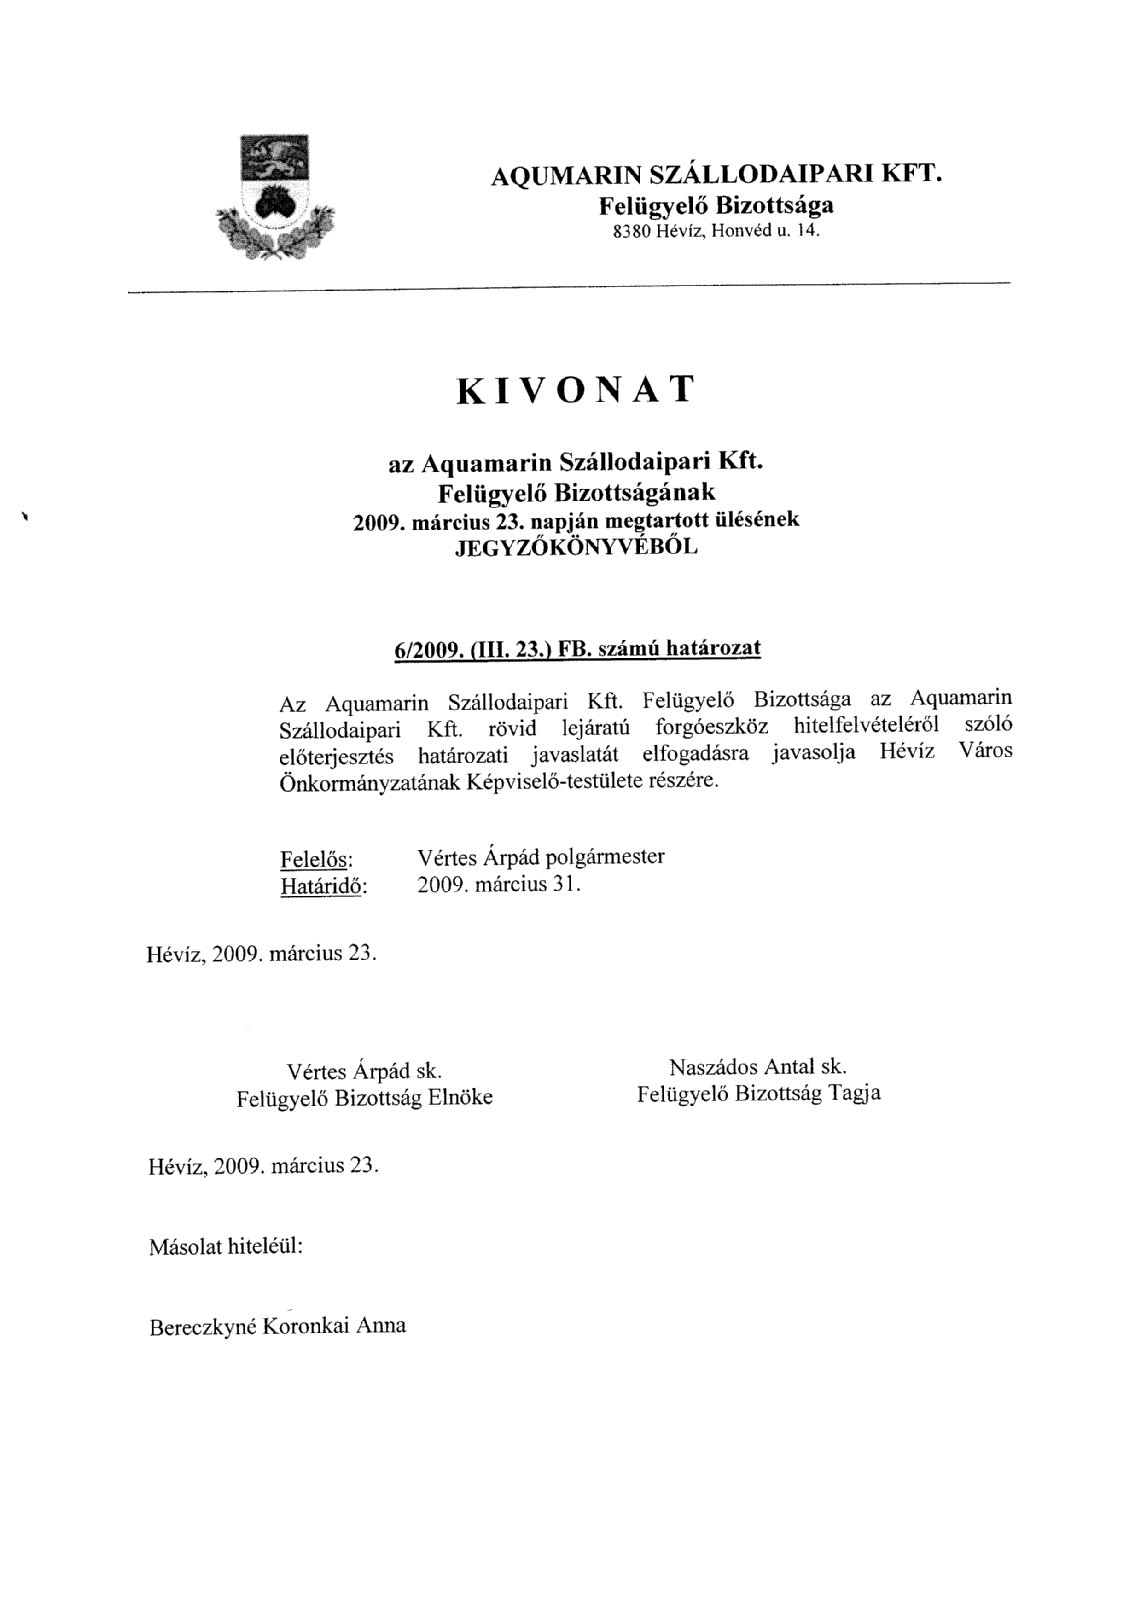 AQUMARIN SZÁLLODAIPARI KFT.
Felügyelő Bizottsága
8380 Hévíz, Honvéd u. 14.
K I V O N A T
az Aquamarin Szállodaipari Kft.
Felügyelő Bizottságának
2009. március 23. napján megtartott ülésének
JEGYZŐKÖNYVÉBŐL
6/2009. (III. 23.) FB. számú határozat
Az Aquamarin Szállodaipari Kft. Felügyelő Bizottsága az Aquamarin
Szállodaipari Kft. rövid lejáratú forgóeszköz hitelfelvételéről szóló
előterjesztés határozati javaslatát elfogadásra javasolja Hévíz Város
Önkormányzatának Képviselő-testülete részére.
Felelős: Vértes Árpád polgármester
Határidő: 2009. március 31.
Hévíz, 2009. március 23.
Vértes Árpád sk. Naszádos Antal sk.
Felügyelő Bizottság Elnöke Felügyelő Bizottság Tagja
Hévíz, 2009. március 23.
Másolat hiteléül:
Bereczkyné Koronkai Anna